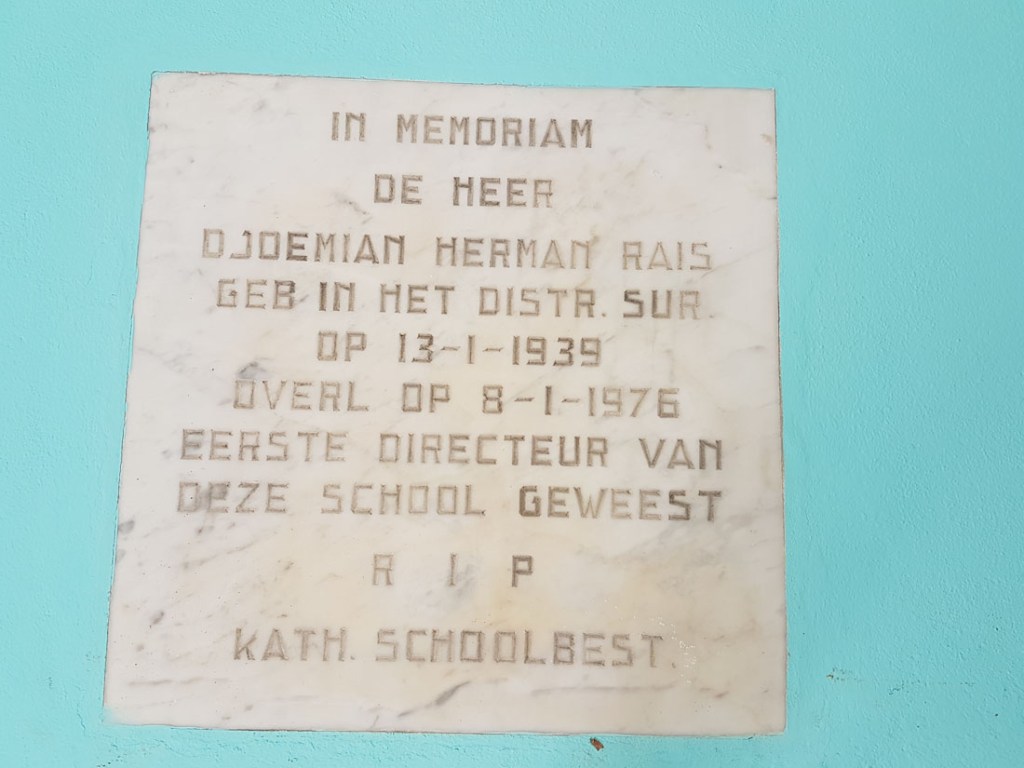 IN MEMORIAM
DE HEER
DJOEMIAN HERMAN RAIS
GEB IN HET DISTR. SUR.
OP 13-1-1939
OVERL OP 8-1-1976
EERSTE DIRECTEUR VAN
DEZE SCHOOL GEWEEST
R I P
KATH. SCHOOLBEST.